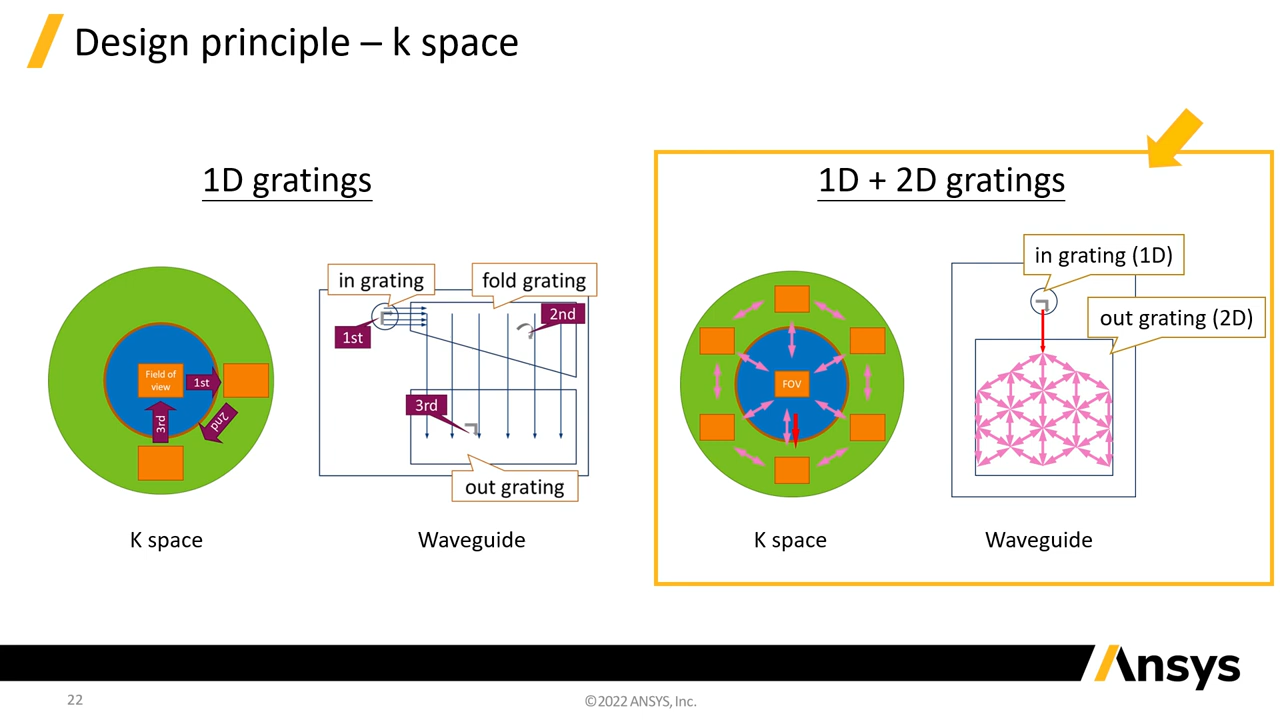 Design principle – k space
1D gratings
in grating
fold grating
1st
2nd
3rd
out grating
Field of
view
1st
2nd
3rd
K space
Waveguide
1D + 2D gratings
in grating (1D)
out grating (2D)
FOV
K space
Waveguide
Ansys
22
©2022 ANSYS, Inc.